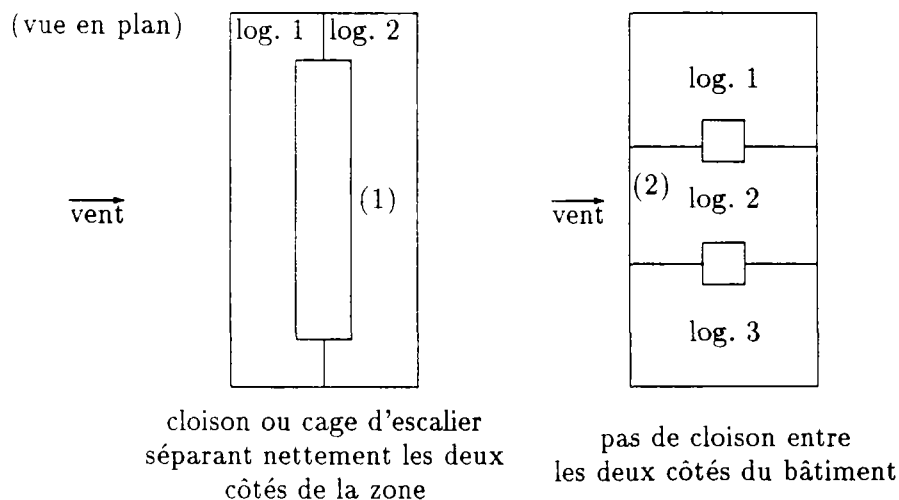 (vue en plan)
log. 1
log. 2
(1)
vent
cloison ou cage d'escalier
séparant nettement les deux
côtés de la zone
log. 1
(2)
log. 2
vent
log. 3
pas de cloison entre
les deux côtés du bâtiment